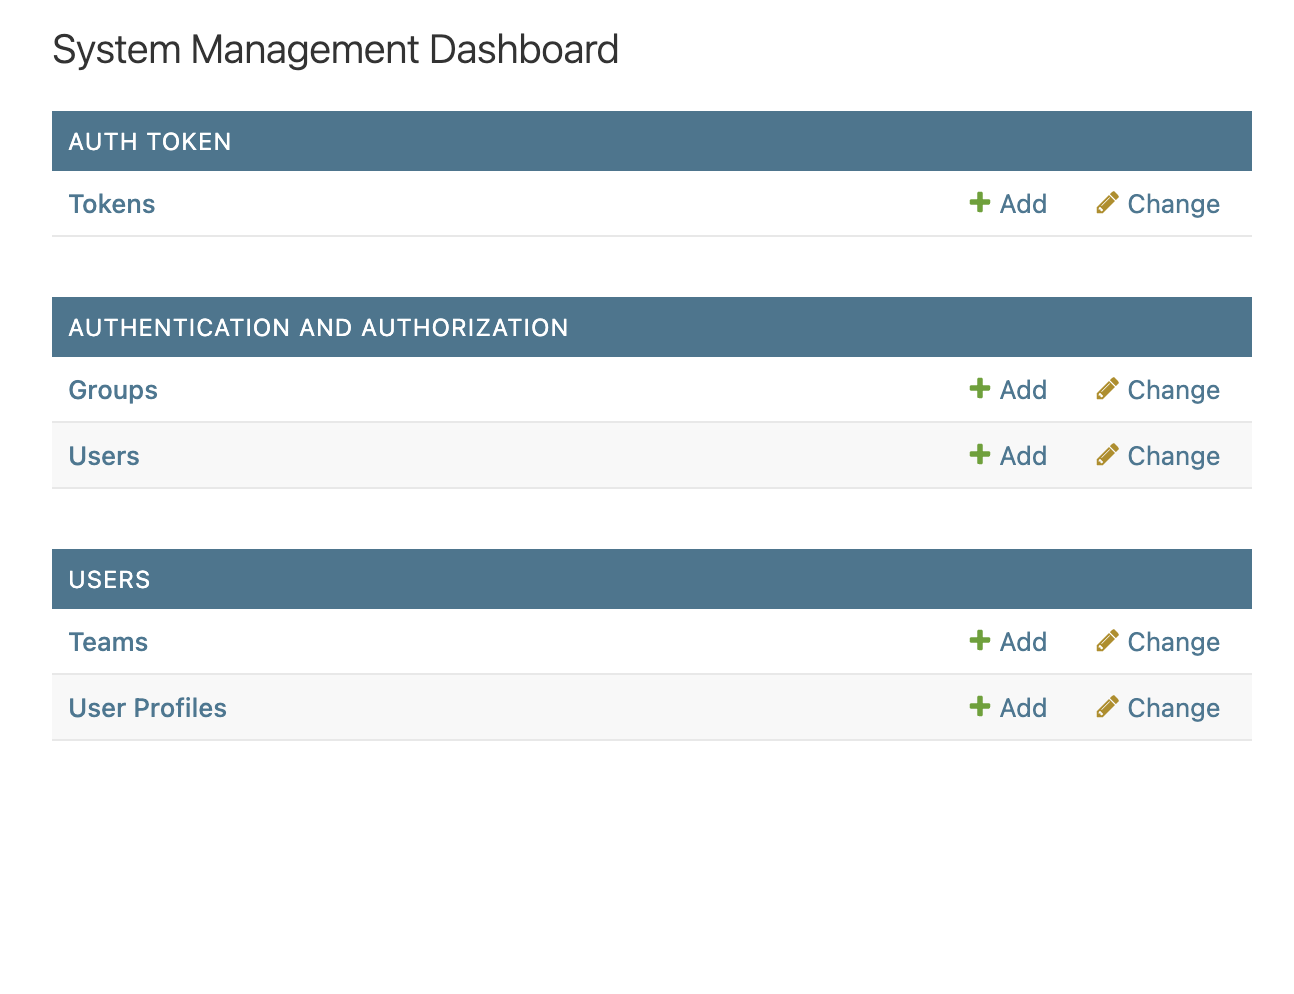 System Management Dashboard
AUTH TOKEN
Tokens Add Change
AUTHENTICATION AND AUTHORIZATION
Groups Add Change
Users Add Change
USERS
Teams Add Change
User Profiles Add Change